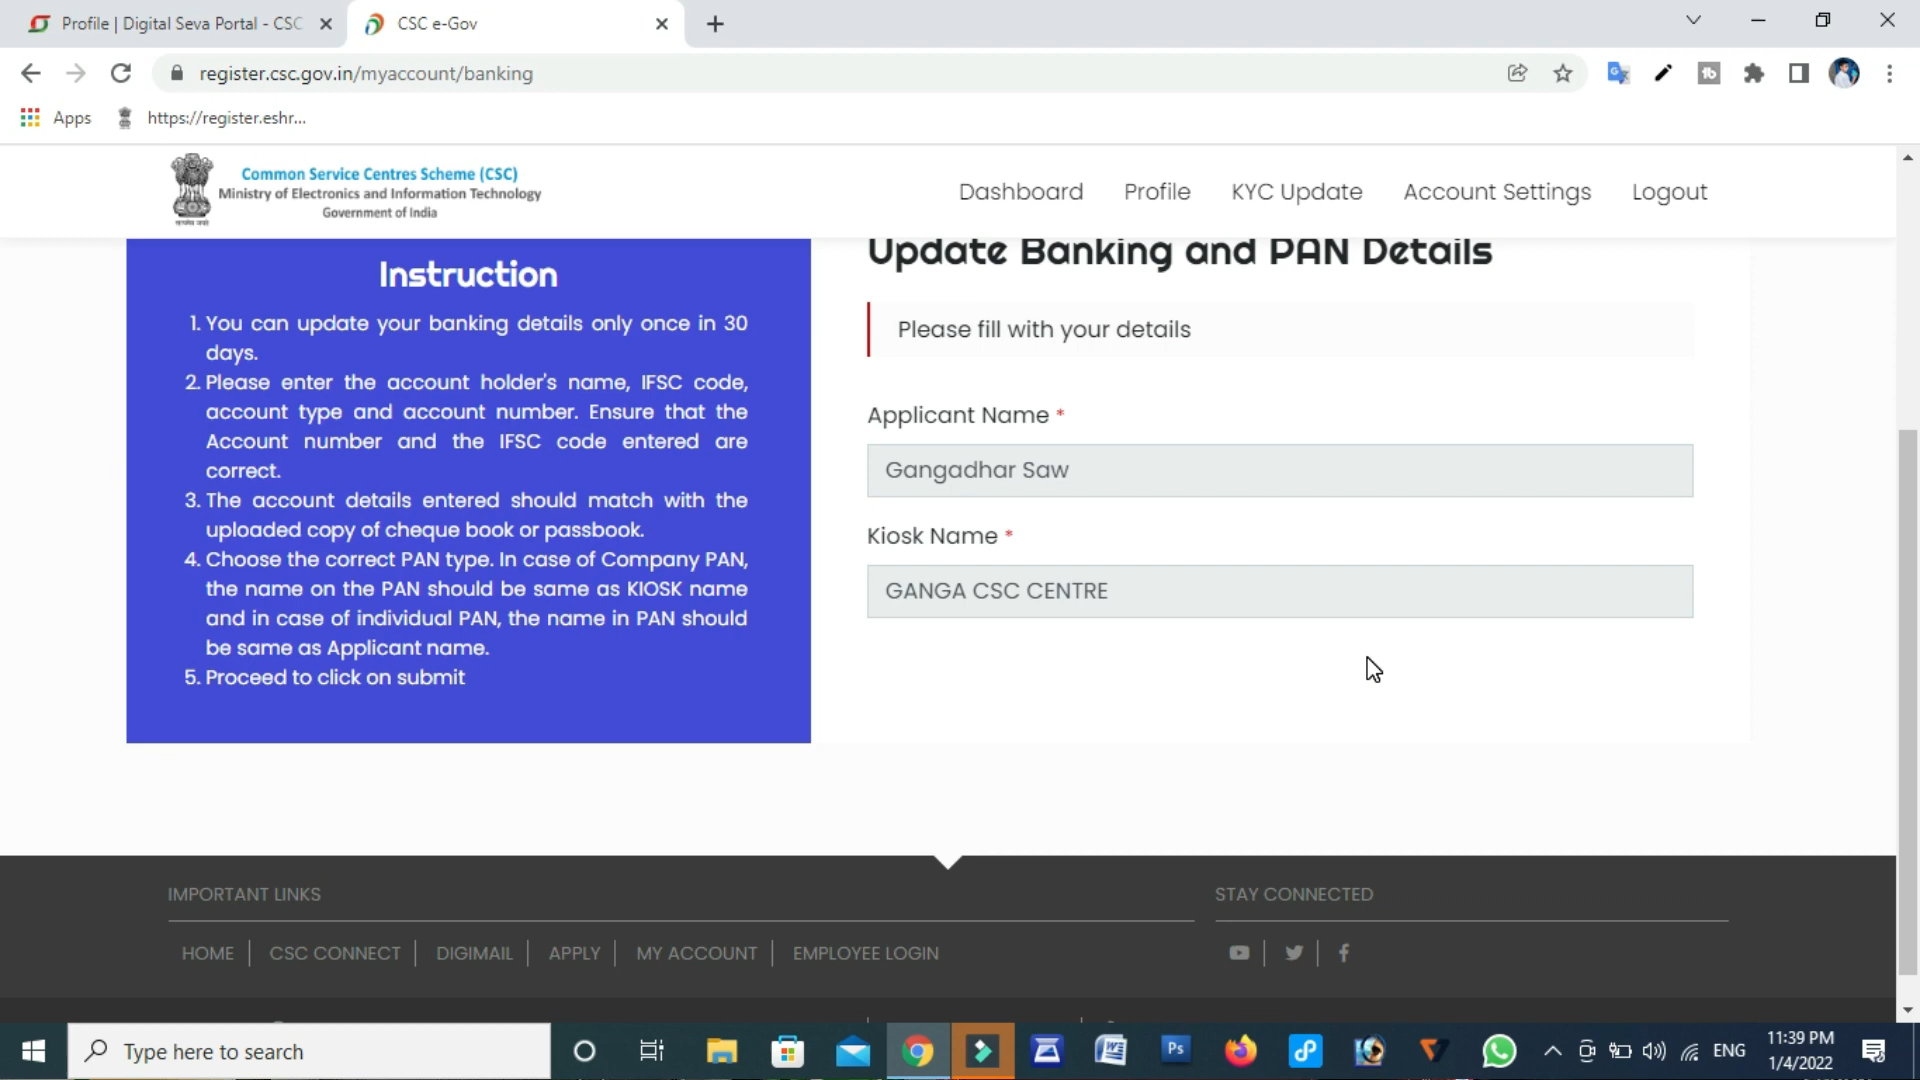 Profile | Digital Seva Portal - CSC
CSC e-Gov
register.csc.gov.in/myaccount/banking
Apps
https://register.eshr...
Common Service Centres Scheme (CSC)
Ministry of Electronics and Information Technology
Government of India
Dashboard
Profile
KYC Update
Account Settings
Logout
Instruction
1. You can update your banking details only once in 30
days.
2. Please enter the account holder's name, IFSC code,
account type and account number. Ensure that the
Account number and the IFSC code entered are
correct.
3. The account details entered should match with the
uploaded copy of cheque book or passbook.
4. Choose the correct PAN type. In case of Company PAN,
the name on the PAN should be same as KIOSK name
and in case of individual PAN, the name in PAN should
be same as Applicant name.
5. Proceed to click on submit
Update Banking and PAN Details
Please fill with your details
Applicant Name *
Gangadhar Saw
Kiosk Name *
GANGA CSC CENTRE
IMPORTANT LINKS
HOME
CSC CONNECT
DIGIMAIL
APPLY
MY ACCOUNT
EMPLOYEE LOGIN
STAY CONNECTED
Type here to search
Ps
ENG
11:39 PM
1/4/2022